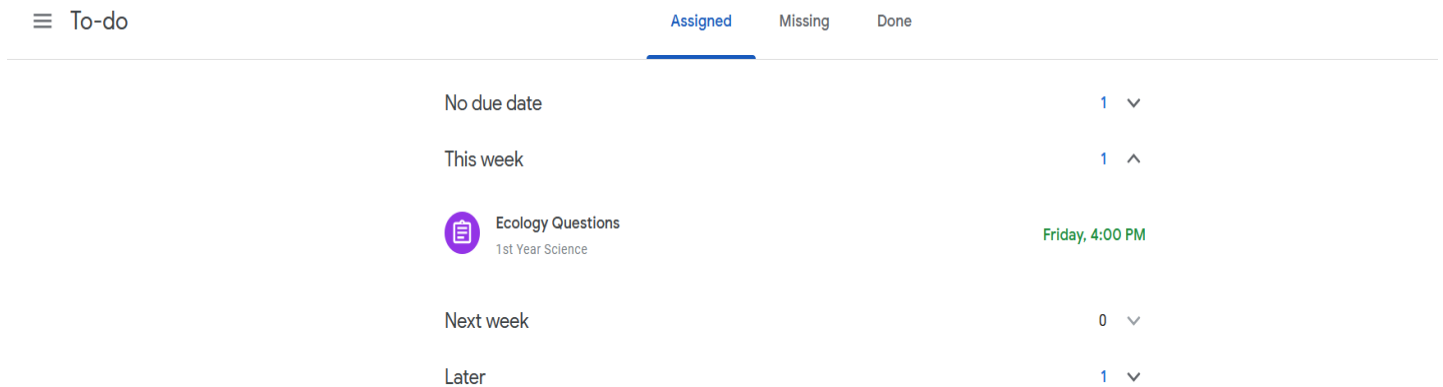 To-do
Assigned Missing Done
No due date 1
This week 1
Ecology Questions
1st Year Science
Friday, 4:00 PM
Next week 0
Later 1